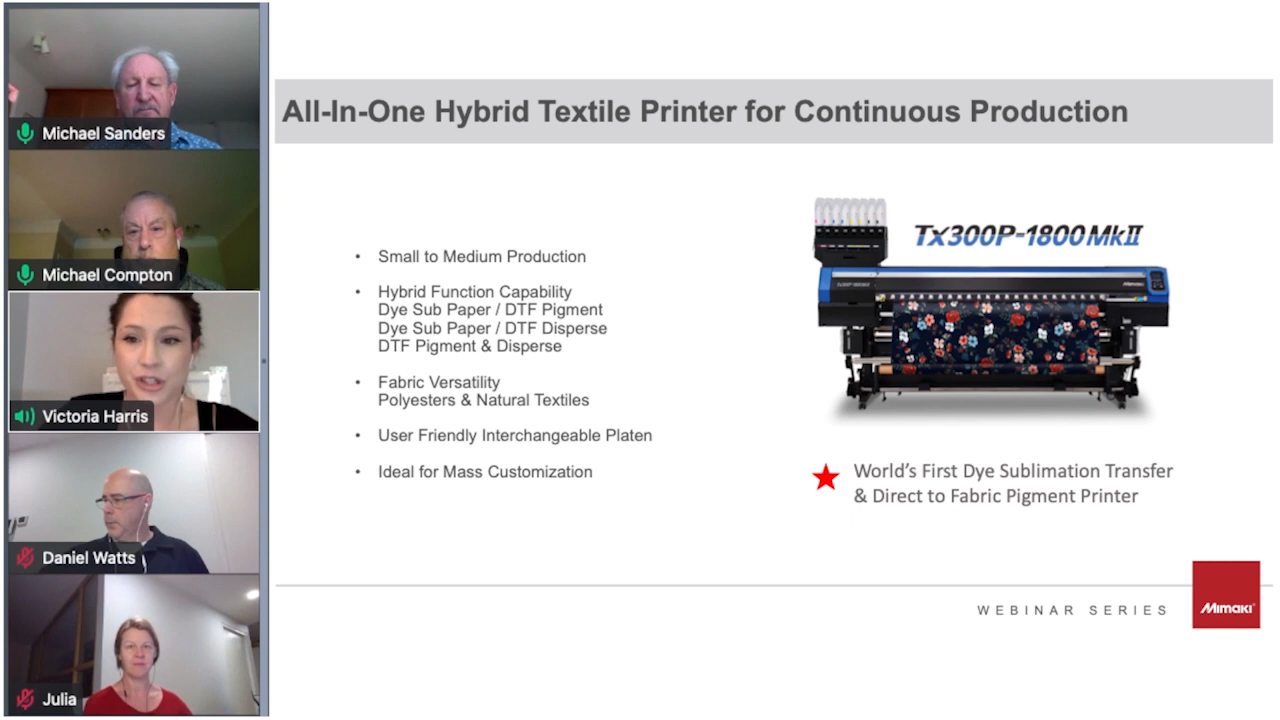 Michael Sanders
Michael Compton
Victoria Harris
Daniel Watts
Julia
All-In-One Hybrid Textile Printer for Continuous Production
• Small to Medium Production
• Hybrid Function Capability
Dye Sub Paper / DTF Pigment
Dye Sub Paper / DTF Disperse
DTF Pigment & Disperse
• Fabric Versatility
Polyesters & Natural Textiles
• User Friendly Interchangeable Platen
• Ideal for Mass Customization
Tx300P-1800MkII
Mimaki
World's First Dye Sublimation Transfer
& Direct to Fabric Pigment Printer
WEBINAR SERIES
Mimaki